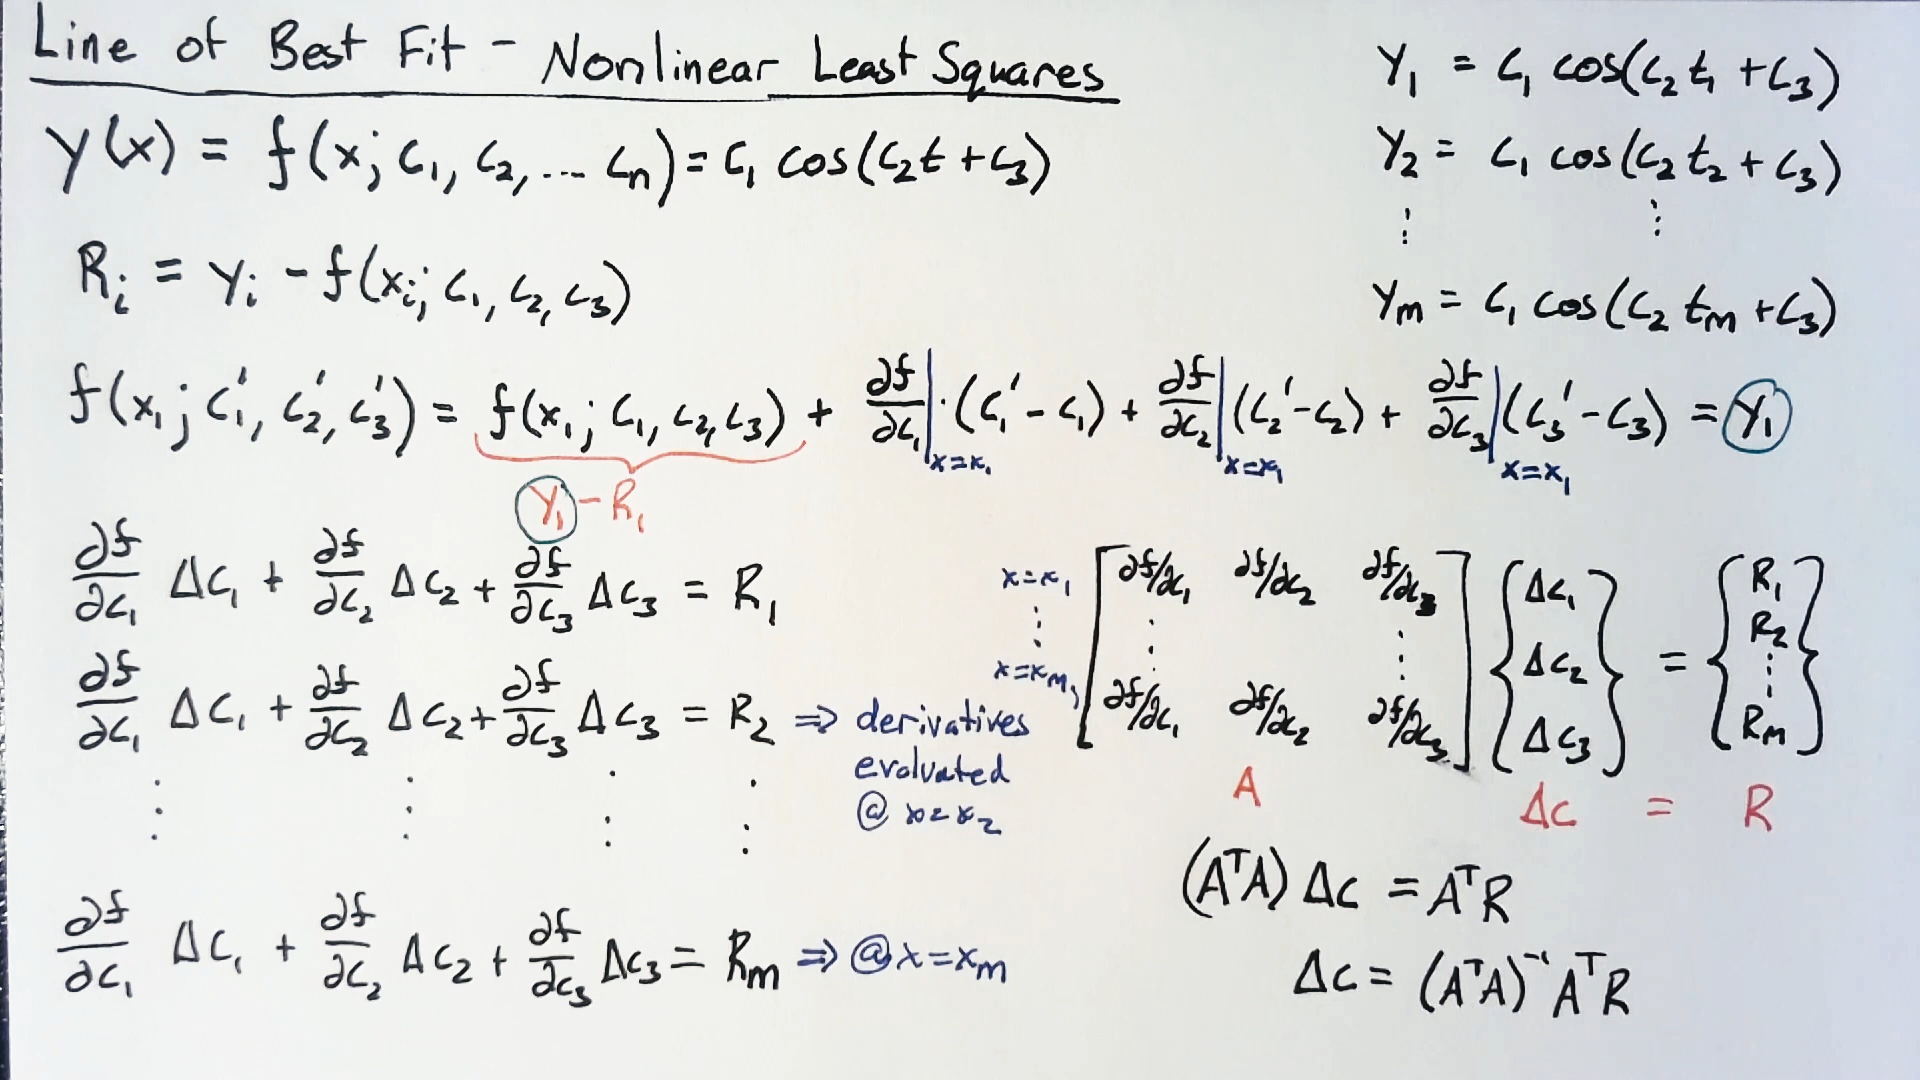 Line of Best Fit - Nonlinear Least Squares
y(x) = f(x; c₁, c₂, ... cₙ) = c₁ cos(c₂t + c₃)
Rᵢ = yᵢ - f(xᵢ; c₁, c₂, c₃)
y₁ = c₁ cos(c₂t₁ + c₃)
y₂ = c₁ cos(c₂t₂ + c₃)
⋮ ⋮
yₘ = c₁ cos(c₂tₘ + c₃)
f(x₁; c₁', c₂', c₃') = f(x₁; c₁, c₂, c₃) + ∂f/∂c₁|x=x₁ · (c₁' - c₁) + ∂f/∂c₂|x=x₁ (c₂' - c₂) + ∂f/∂c₃|x=x₁ (c₃' - c₃) = y₁
y₁ - R₁
∂f/∂c₁ Δc₁ + ∂f/∂c₂ Δc₂ + ∂f/∂c₃ Δc₃ = R₁
∂f/∂c₁ Δc₁ + ∂f/∂c₂ Δc₂ + ∂f/∂c₃ Δc₃ = R₂ ⇒ derivatives
evaluated
@ x=x₂
⋮ ⋮ ⋮ ⋮
∂f/∂c₁ Δc₁ + ∂f/∂c₂ Δc₂ + ∂f/∂c₃ Δc₃ = Rₘ ⇒ @x=xₘ
x=x₁ [∂f/∂c₁ ∂f/∂c₂ ∂f/∂c₃] {Δc₁} {R₁}
⋮ ⋮ ⋮ Δc₂ = R₂ ⋮
x=xₘ, ∂f/∂c₁ ∂f/∂c₂ ∂f/∂c₃ Δc₃ Rₘ
A Δc = R
(AᵀA) Δc = AᵀR
Δc = (AᵀA)⁻¹ AᵀR